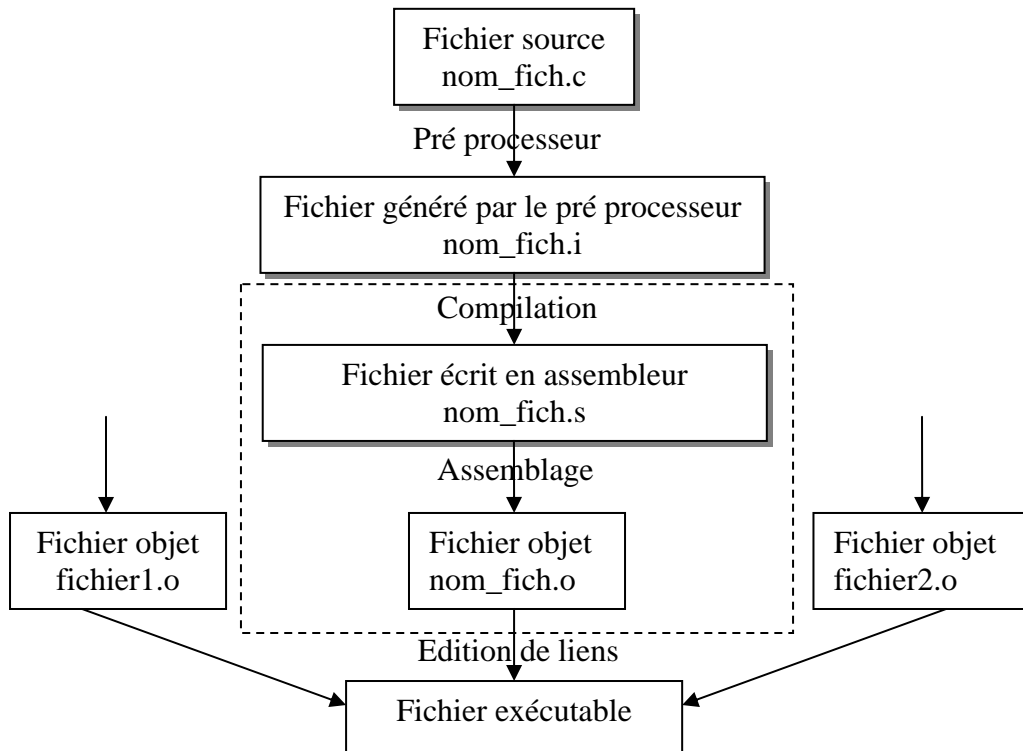 Fichier source
nom_fich.c
Pré processeur
Fichier généré par le pré processeur
nom_fich.i
Compilation
Fichier écrit en assembleur
nom_fich.s
Assemblage
Fichier objet
fichier1.o
Fichier objet
nom_fich.o
Fichier objet
fichier2.o
Edition de liens
Fichier exécutable